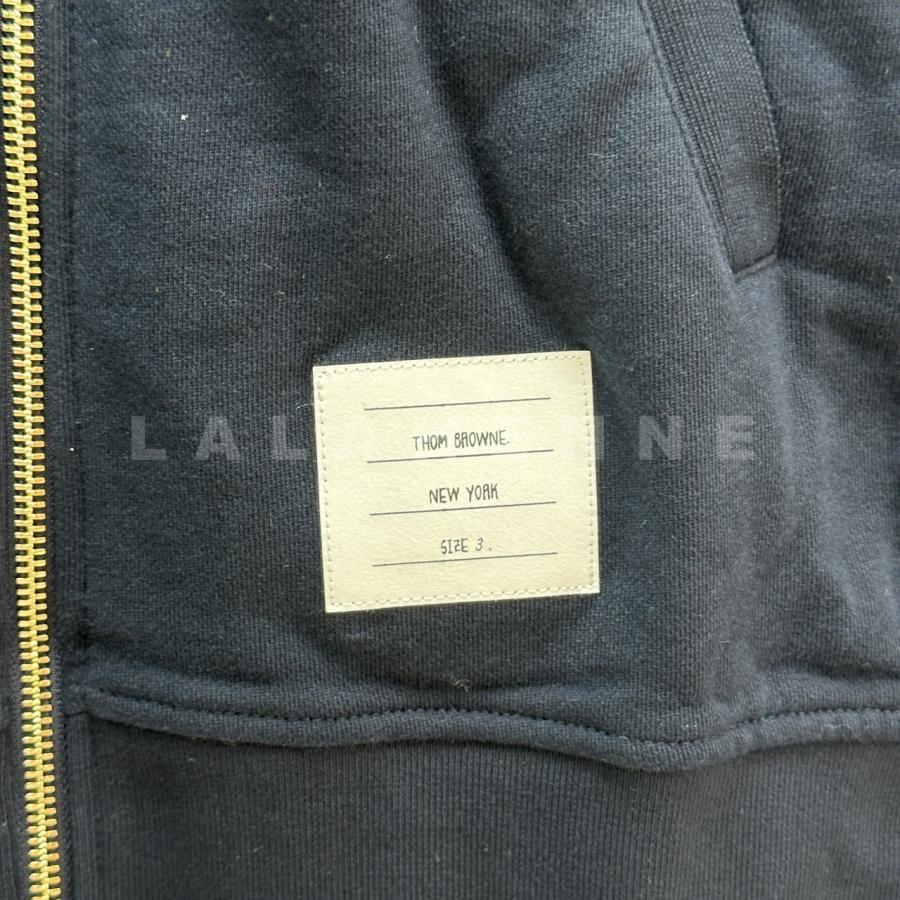 THOM BROWNE.
NEW YORK
SIZE 3.